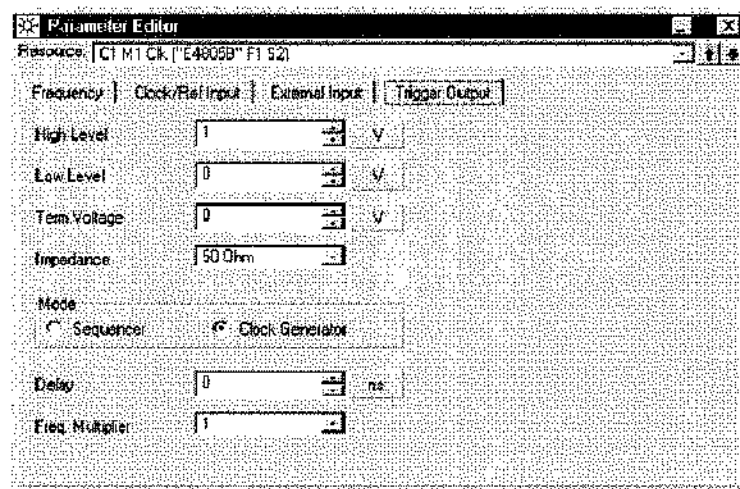 Parameter Editor
Resource: C1 M1 Clk ("E4805B" F1 S2)
Frequency Clock/Ref Input External Input Trigger Output
High Level 1 V
Low Level 0 V
Term. Voltage 0 V
Impedance 50 Ohm
Mode
Sequencer Clock Generator
Delay 0 ns
Freq. Multiplier 1